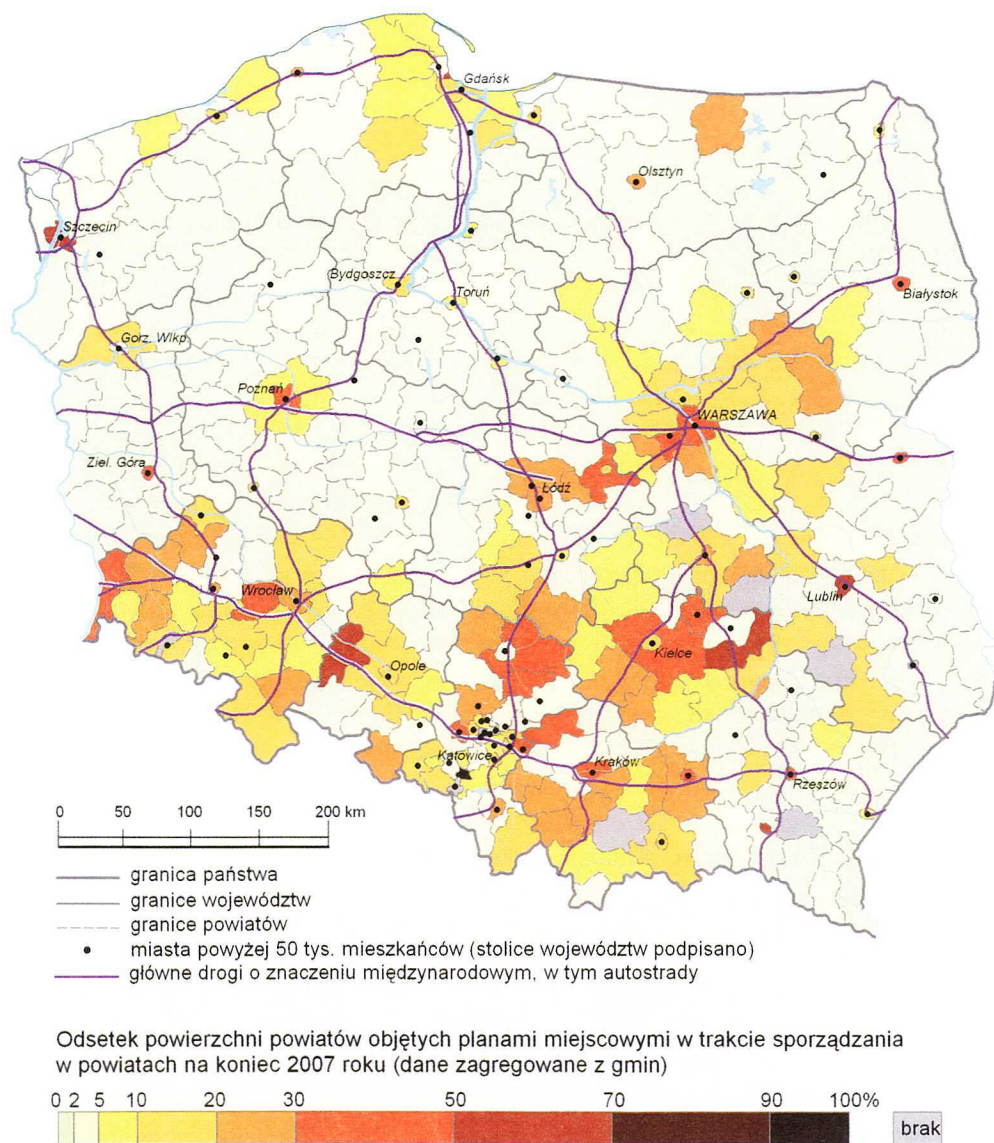 Gdańsk
Olsztyn
Szczecin
Bydgoszcz
Białystok
Toruń
Gorz. Wlkp
Poznań
WARSZAWA
Ziel. Góra
Łódź
Wrocław
Lublin
Kielce
Opole
Katowice
Kraków
Rzeszów
0 50 100 150 200 km
granica państwa
granice województw
granice powiatów
miasta powyżej 50 tys. mieszkańców (stolice województw podpisano)
główne drogi o znaczeniu międzynarodowym, w tym autostrady
Odsetek powierzchni powiatów objętych planami miejscowymi w trakcie sporządzania
w powiatach na koniec 2007 roku (dane zagregowane z gmin)
0 2 5 10 20 30 50 70 90 100%
brak